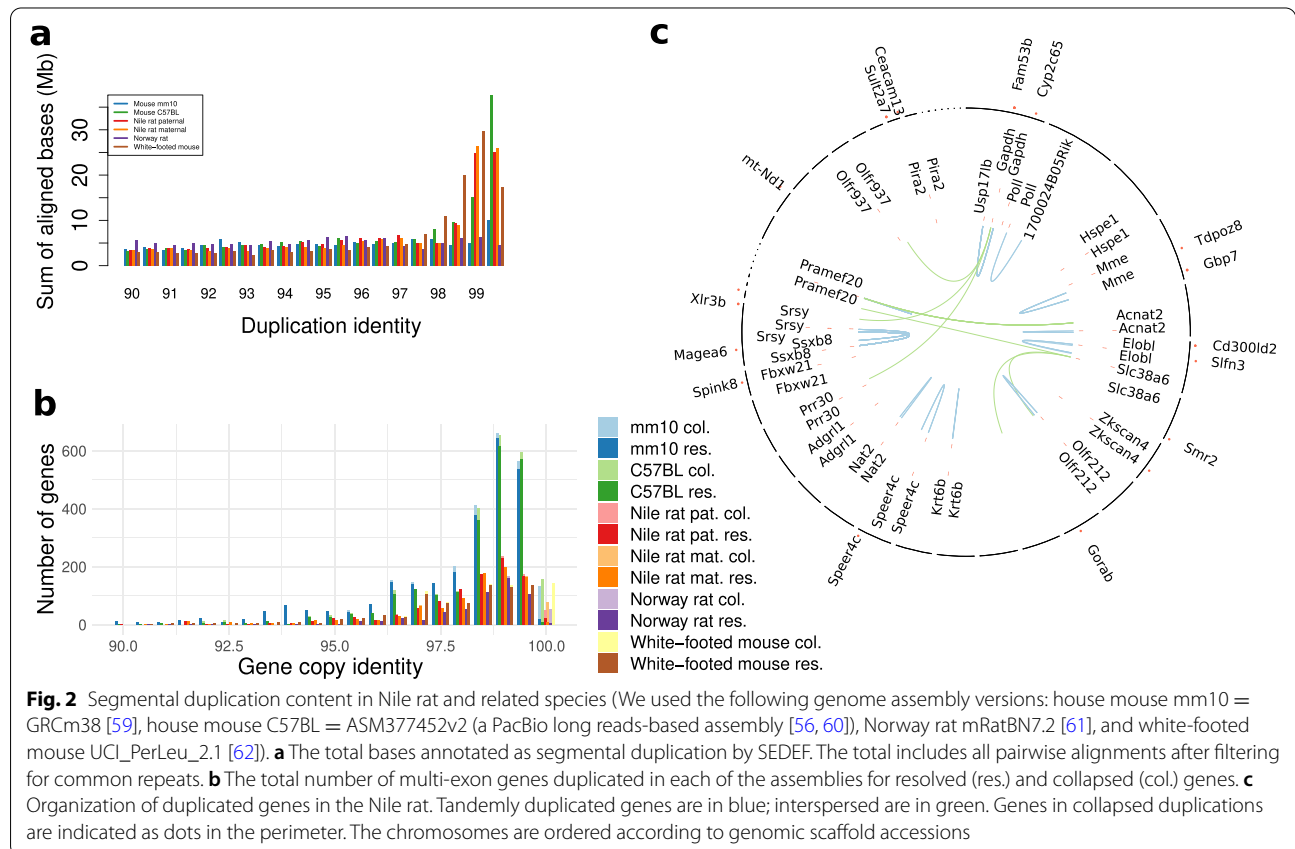 a
Sum of aligned bases (Mb)
0
10
20
30
Mouse mm10
Mouse C57BL
Nile rat paternal
Nile rat maternal
Norway rat
White-footed mouse
90 91 92 93 94 95 96 97 98 99
Duplication identity
b
Number of genes
600
400
200
0
90.0 92.5 95.0 97.5 100.0
Gene copy identity
mm10 col.
mm10 res.
C57BL col.
C57BL res.
Nile rat pat. col.
Nile rat pat. res.
Nile rat mat. col.
Nile rat mat. res.
Norway rat col.
Norway rat res.
White−footed mouse col.
White−footed mouse res.
c
Fam53b
Cyp2c65
Tdpoz8
Gbp7
Cd300ld2
Slfn3
Smr2
Gorab
Speer4c
Spink8
Magea6
Xlr3b
mt-Nd1
Sult2a7
Ceacam13
Usp17lb
Gapdh
Gapdh
Poll
Poll
1700024B05Rik
Hspe1
Hspe1
Mme
Mme
Acnat2
Acnat2
Elobl
Elobl
Slc38a6
Slc38a6
Zkscan4
Zkscan4
Olfr212
Olfr212
Krt6b
Krt6b
Speer4c
Speer4c
Nat2
Nat2
Adgrl1
Adgrl1
Prr30
Prr30
Fbxw21
Fbxw21
Ssxb8
Ssxb8
Srsy
Srsy
Srsy
Pramef20
Pramef20
Olfr937
Olfr937
Pira2
Pira2
Fig. 2 Segmental duplication content in Nile rat and related species (We used the following genome assembly versions: house mouse mm10 =
GRCm38 [59], house mouse C57BL = ASM377452v2 (a PacBio long reads-based assembly [56, 60]), Norway rat mRatBN7.2 [61], and white-footed
mouse UCI_PerLeu_2.1 [62]). a The total bases annotated as segmental duplication by SEDEF. The total includes all pairwise alignments after filtering
for common repeats. b The total number of multi-exon genes duplicated in each of the assemblies for resolved (res.) and collapsed (col.) genes. c
Organization of duplicated genes in the Nile rat. Tandemly duplicated genes are in blue; interspersed are in green. Genes in collapsed duplications
are indicated as dots in the perimeter. The chromosomes are ordered according to genomic scaffold accessions